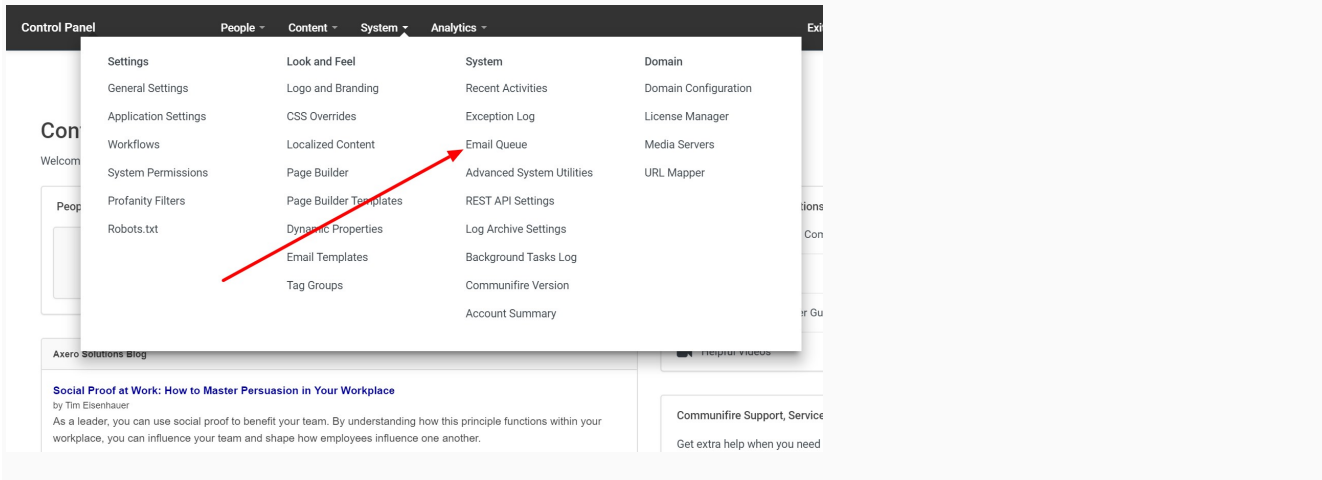 Control Panel People Content System Analytics
Settings
General Settings
Application Settings
Workflows
System Permissions
Profanity Filters
Robots.txt
Look and Feel
Logo and Branding
CSS Overrides
Localized Content
Page Builder
Page Builder Templates
Dynamic Properties
Email Templates
Tag Groups
System
Recent Activities
Exception Log
Email Queue
Advanced System Utilities
REST API Settings
Log Archive Settings
Background Tasks Log
Communifire Version
Account Summary
Domain
Domain Configuration
License Manager
Media Servers
URL Mapper
Axero Solutions Blog
Helpful Videos
Social Proof at Work: How to Master Persuasion in Your Workplace
by Tim Eisenhauer
As a leader, you can use social proof to benefit your team. By understanding how this principle functions within your
workplace, you can influence your team and shape how employees influence one another.
Communifire Support, Service
Get extra help when you need